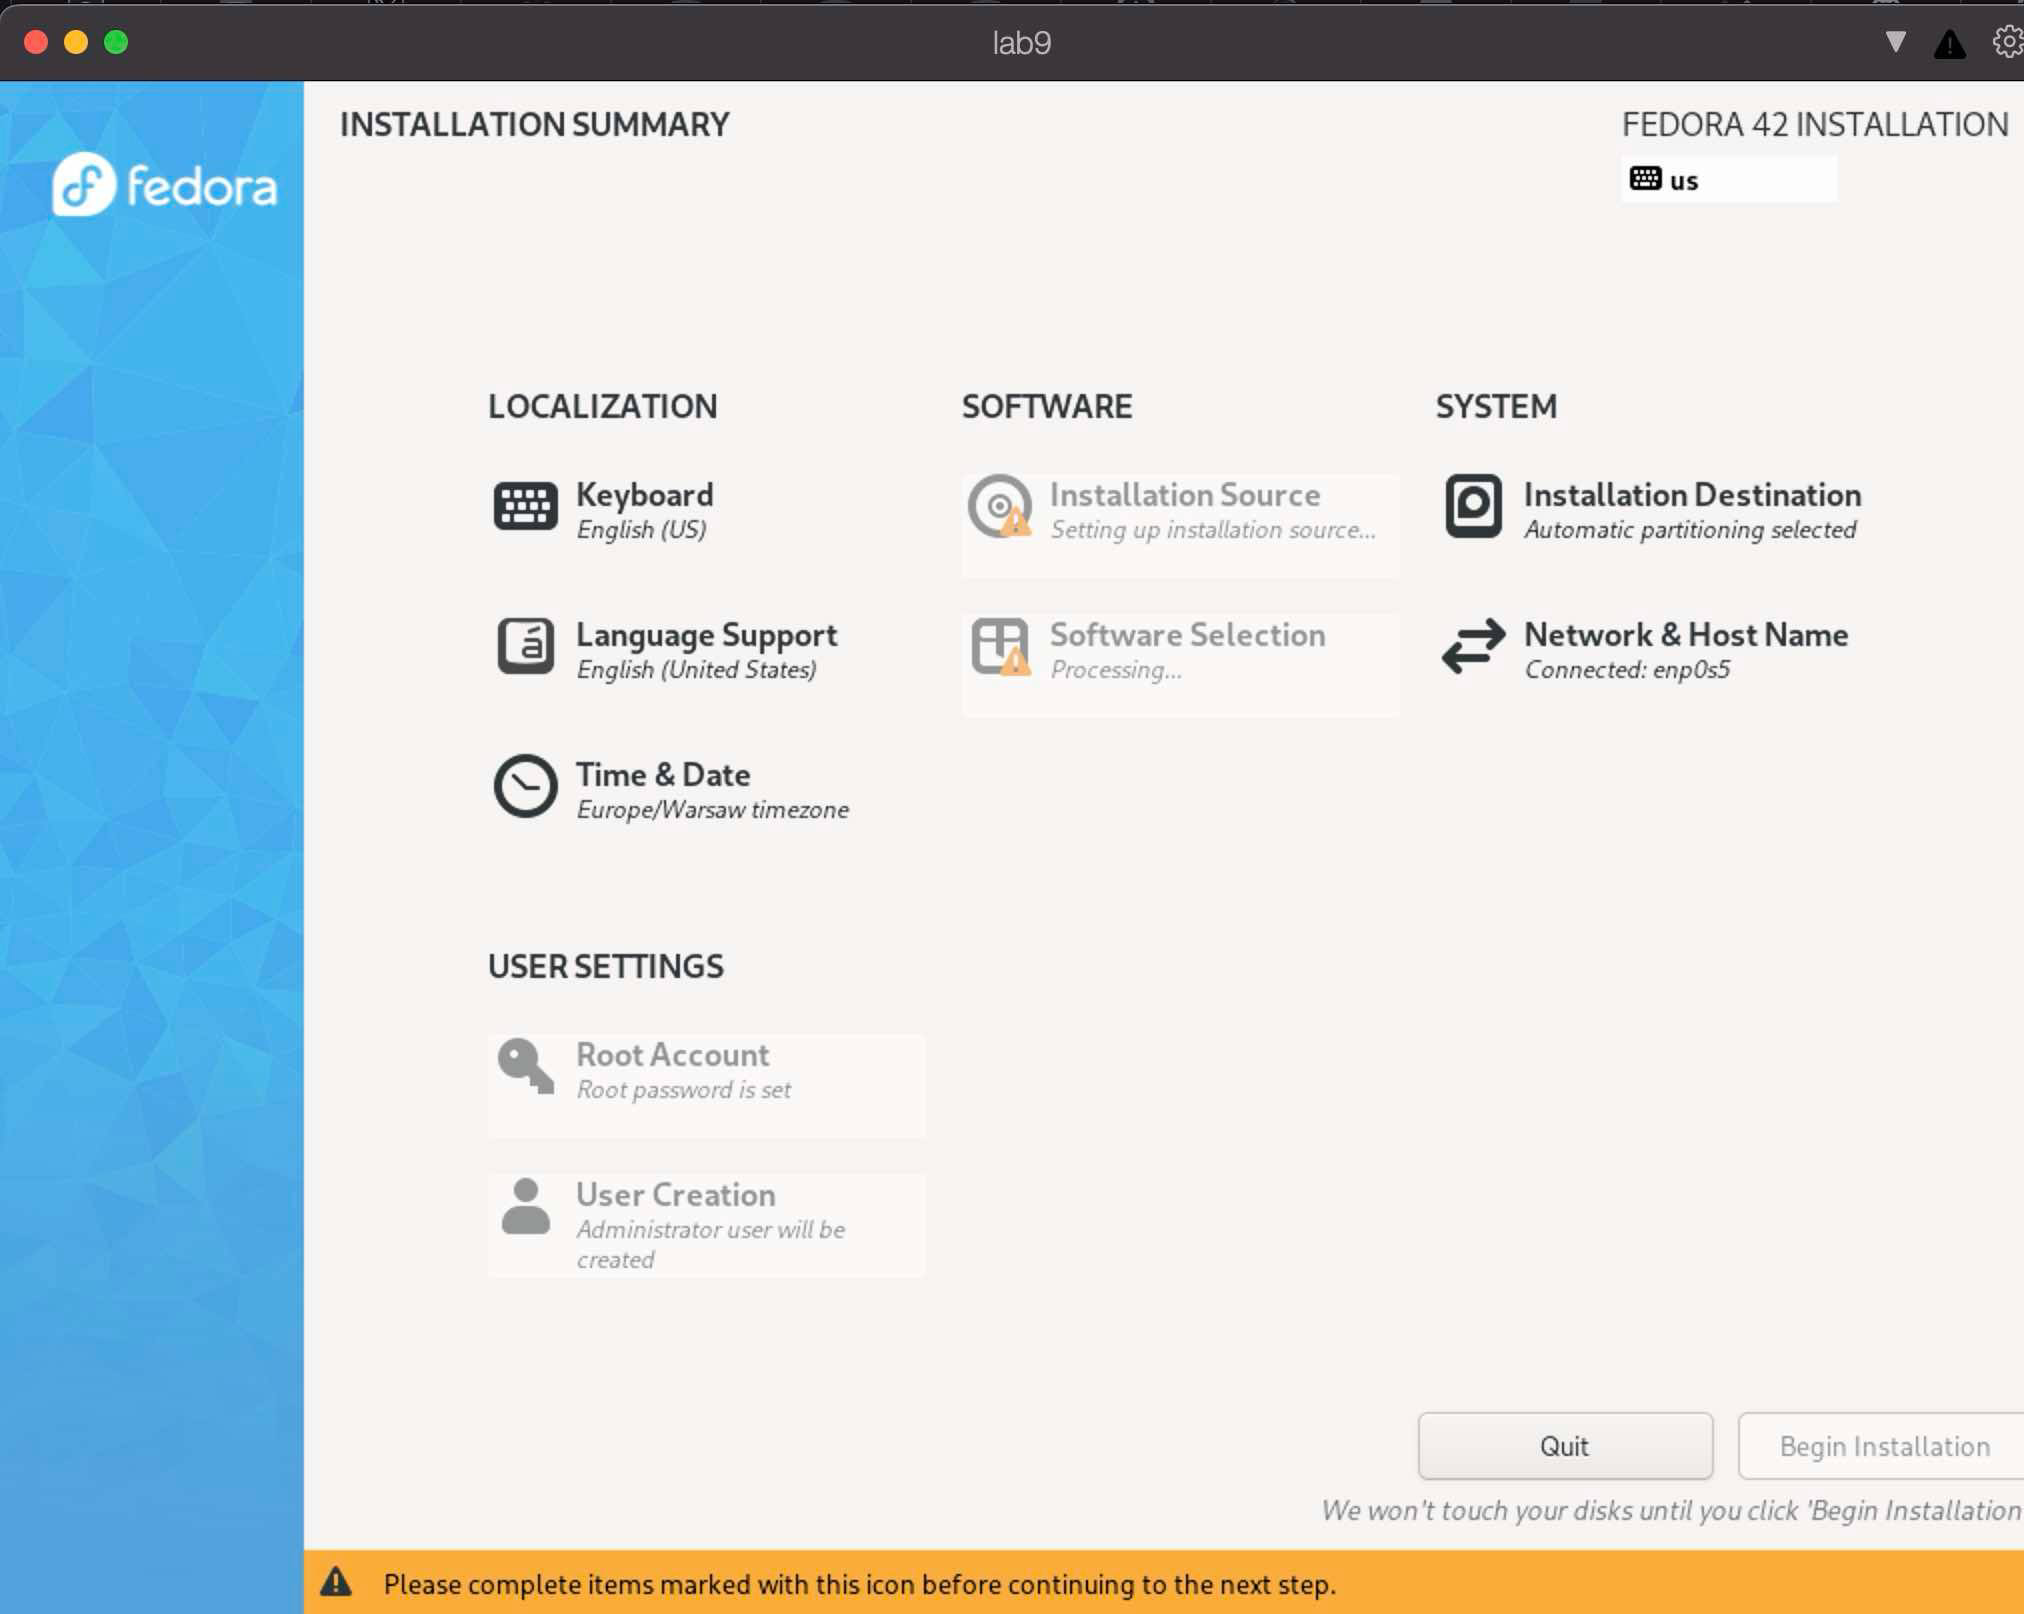 lab9
fedora
INSTALLATION SUMMARY
FEDORA 42 INSTALLATION
us
LOCALIZATION
Keyboard
English (US)
Language Support
English (United States)
Time & Date
Europe/Warsaw timezone
SOFTWARE
Installation Source
Setting up installation source...
Software Selection
Processing...
SYSTEM
Installation Destination
Automatic partitioning selected
Network & Host Name
Connected: enp0s5
USER SETTINGS
Root Account
Root password is set
User Creation
Administrator user will be
created
Quit
Begin Installation
We won't touch your disks until you click 'Begin Installation
Please complete items marked with this icon before continuing to the next step.